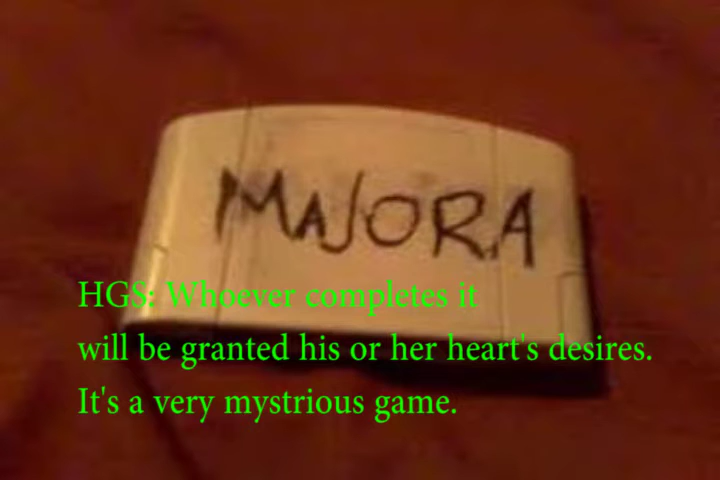 MAJORA
HGS: Whoever completes it
will be granted his or her heart's desires.
It's a very mystrious game.